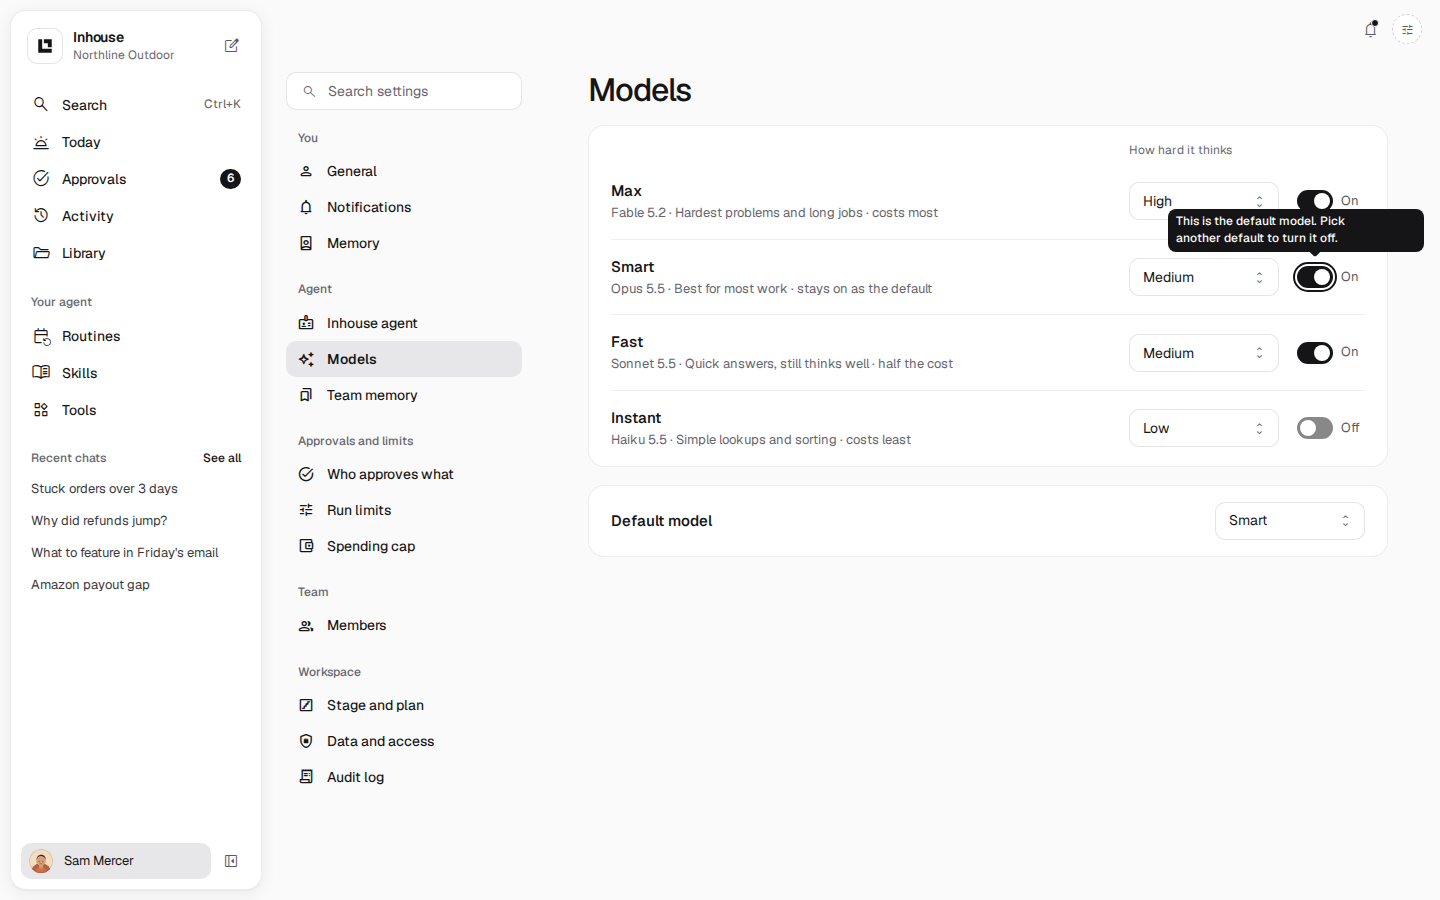 Inhouse
Northline Outdoor
Search
Ctrl+K
Today
Approvals
6
Activity
Library
Your agent
Routines
Skills
Tools
Recent chats
See all
Stuck orders over 3 days
Why did refunds jump?
What to feature in Friday's email
Amazon payout gap
Sam Mercer
Search settings
You
General
Notifications
Memory
Agent
Inhouse agent
Models
Team memory
Approvals and limits
Who approves what
Run limits
Spending cap
Team
Members
Workspace
Stage and plan
Data and access
Audit log
Models
How hard it thinks
Max
Fable 5.2 · Hardest problems and long jobs · costs most
High
On
This is the default model. Pick
another default to turn it off.
Smart
Opus 5.5 · Best for most work · stays on as the default
Medium
On
Fast
Sonnet 5.5 · Quick answers, still thinks well · half the cost
Medium
On
Instant
Haiku 5.5 · Simple lookups and sorting · costs least
Low
Off
Default model
Smart